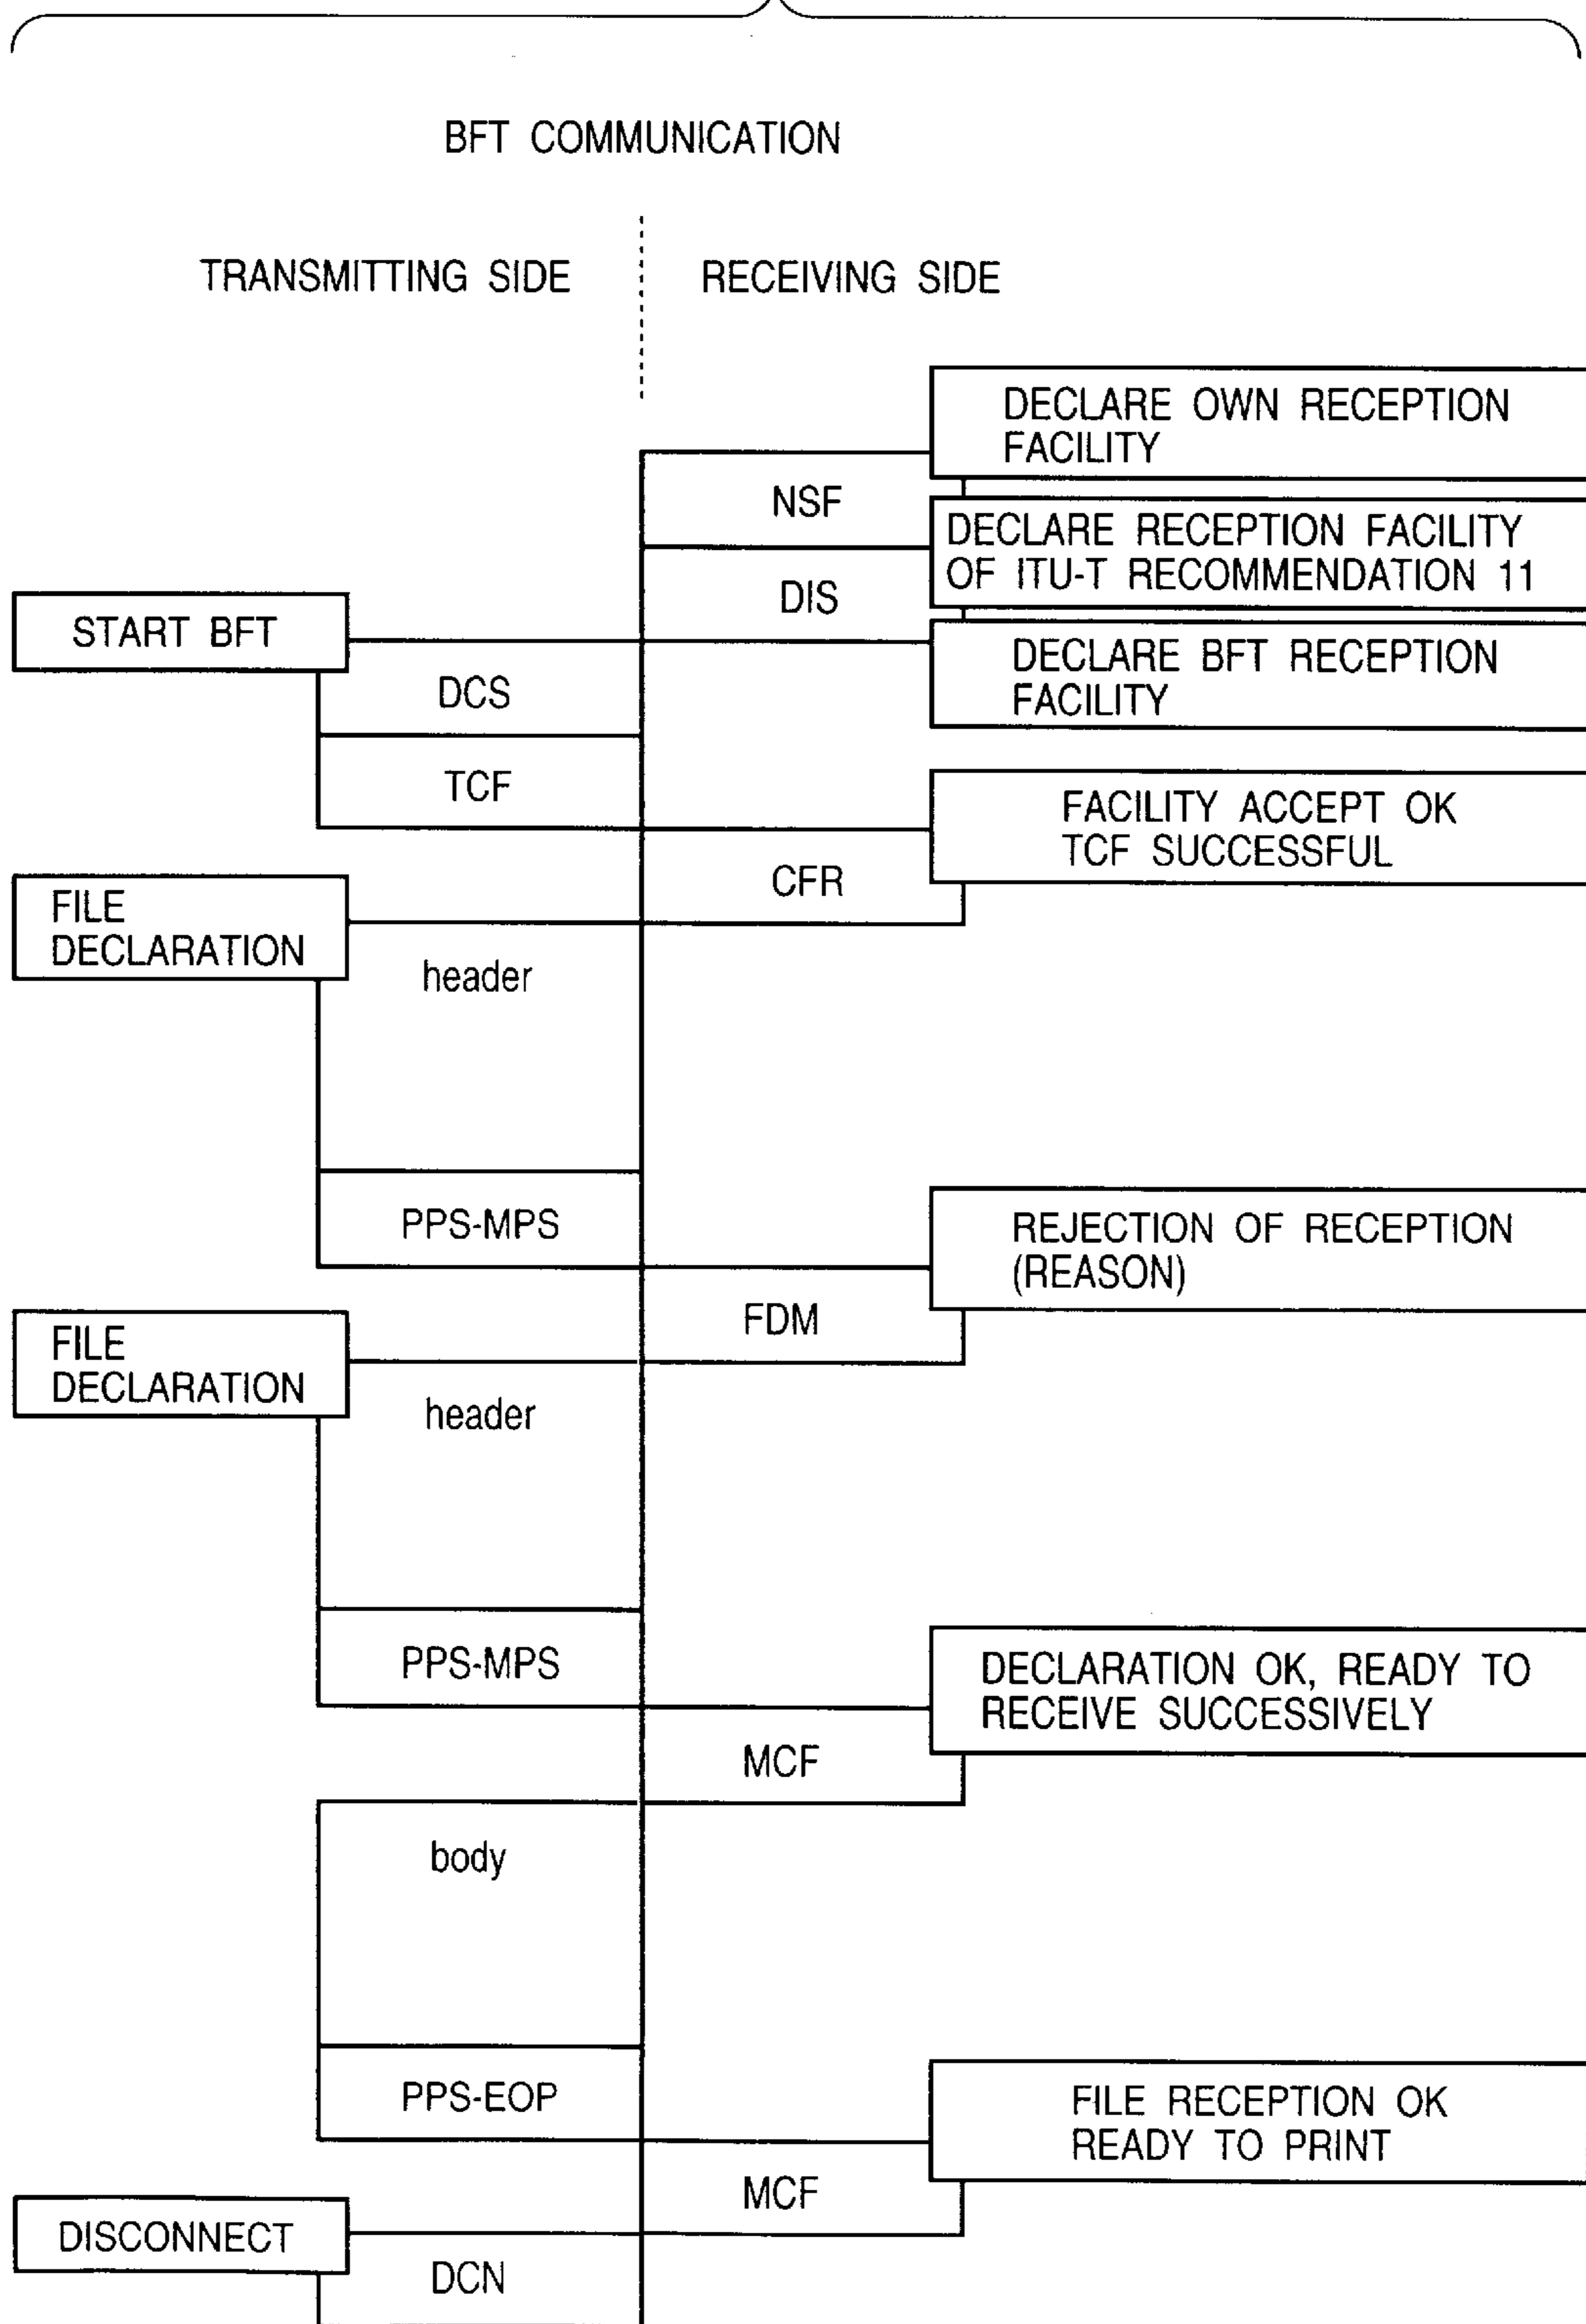 BFT COMMUNICATION
TRANSMITTING SIDE
RECEIVING SIDE
DECLARE OWN RECEPTION
FACILITY
NSF
DECLARE RECEPTION FACILITY
OF ITU-T RECOMMENDATION 11
DIS
START BFT
DECLARE BFT RECEPTION
FACILITY
DCS
TCF
FACILITY ACCEPT OK
TCF SUCCESSFUL
CFR
FILE
DECLARATION
header
PPS-MPS
REJECTION OF RECEPTION
(REASON)
FDM
FILE
DECLARATION
header
PPS-MPS
DECLARATION OK, READY TO
RECEIVE SUCCESSIVELY
MCF
body
PPS-EOP
FILE RECEPTION OK
READY TO PRINT
MCF
DISCONNECT
DCN